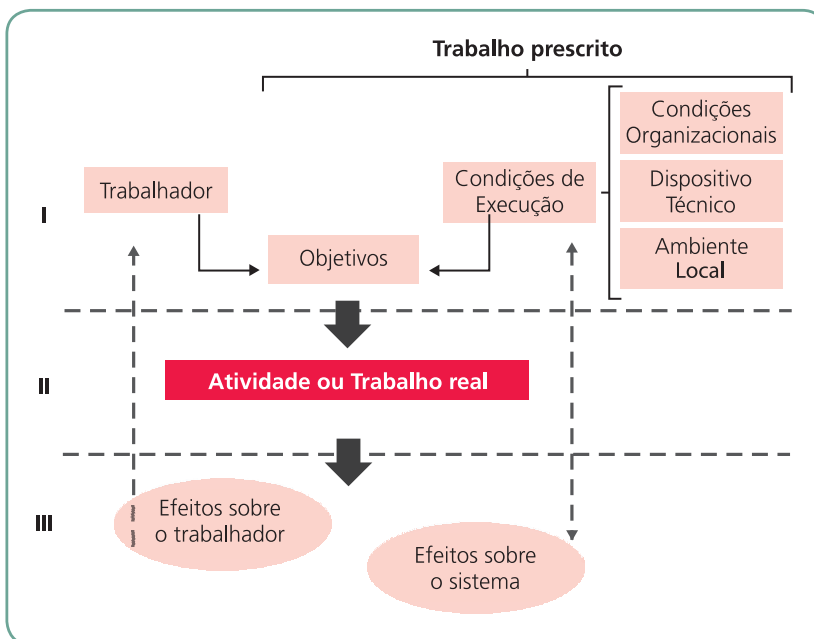 Trabalho prescrito
Condições
Organizacionais
Dispositivo
Técnico
Ambiente
Local
I
Trabalhador
Condições de
Execução
Objetivos
II
Atividade ou Trabalho real
III
Efeitos sobre
o trabalhador
Efeitos sobre
o sistema